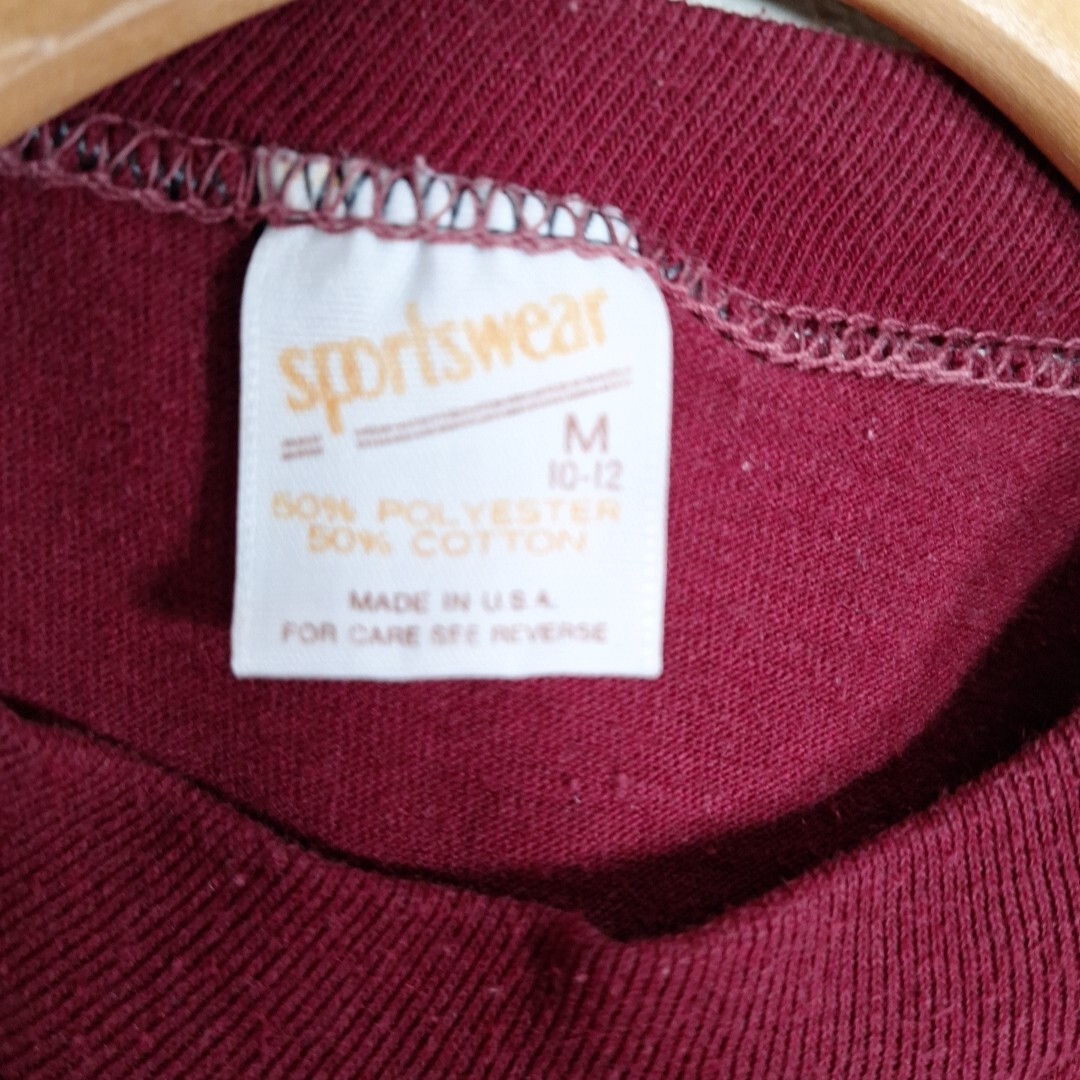 sportswear
M
10-12
50% POLYESTER
50% COTTON
MADE IN U.S.A.
FOR CARE SEE REVERSE